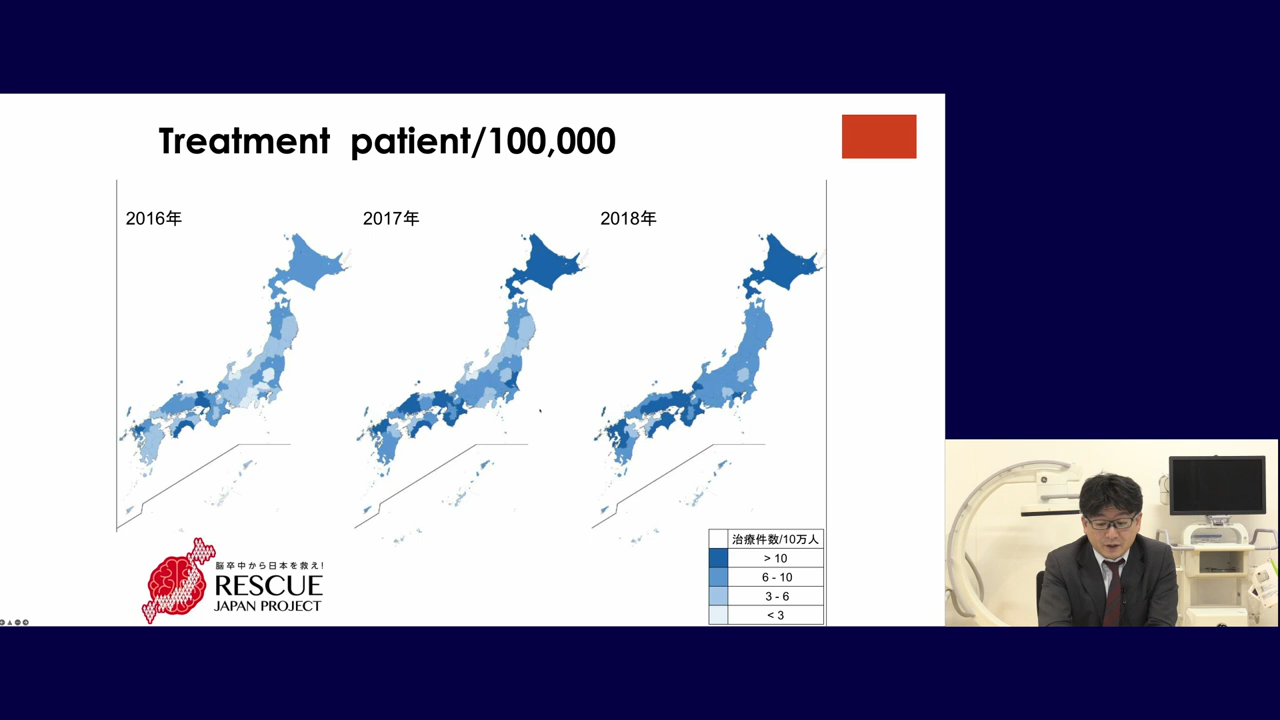 Treatment patient/100,000
2016年
2017年
2018年
治療件数/10万人
> 10
6 - 10
3 - 6
< 3
脳卒中から日本を救え!
RESCUE
JAPAN PROJECT